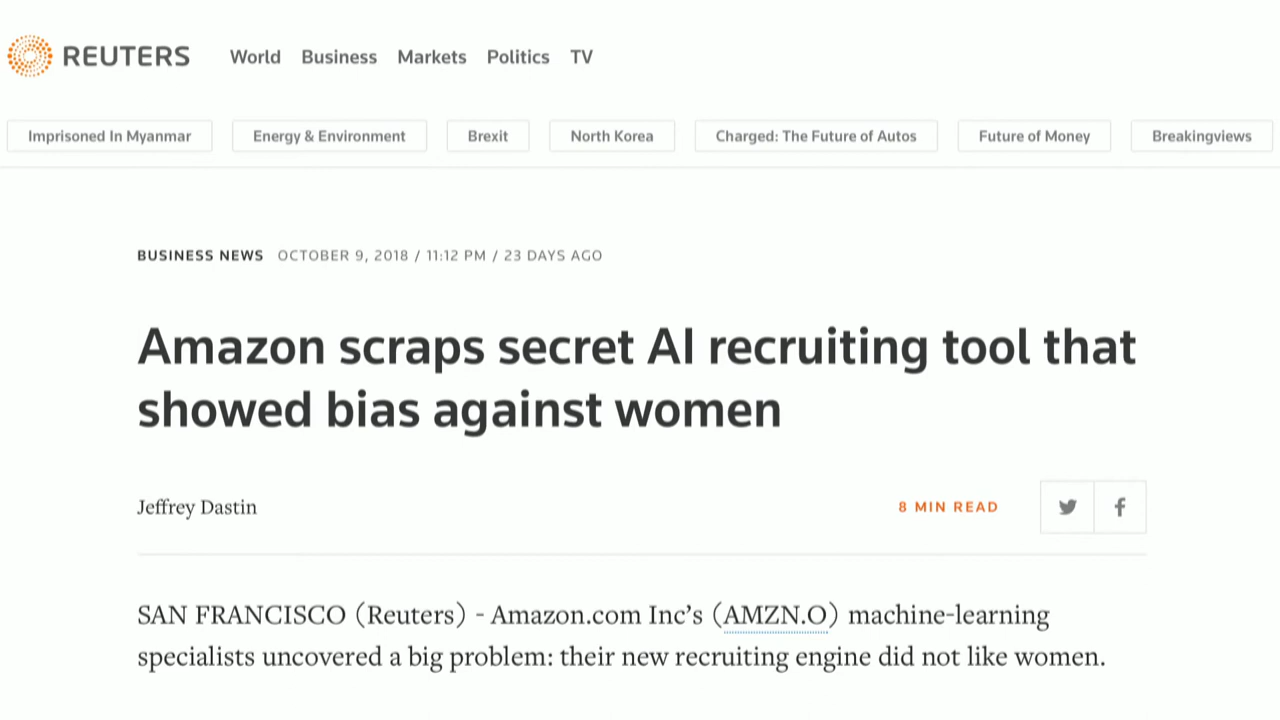 REUTERS World Business Markets Politics TV
Imprisoned In Myanmar Energy & Environment Brexit North Korea Charged: The Future of Autos Future of Money Breakingviews
BUSINESS NEWS OCTOBER 9, 2018 / 11:12 PM / 23 DAYS AGO
Amazon scraps secret AI recruiting tool that
showed bias against women
Jeffrey Dastin 8 MIN READ
SAN FRANCISCO (Reuters) - Amazon.com Inc’s (AMZN.O) machine-learning
specialists uncovered a big problem: their new recruiting engine did not like women.